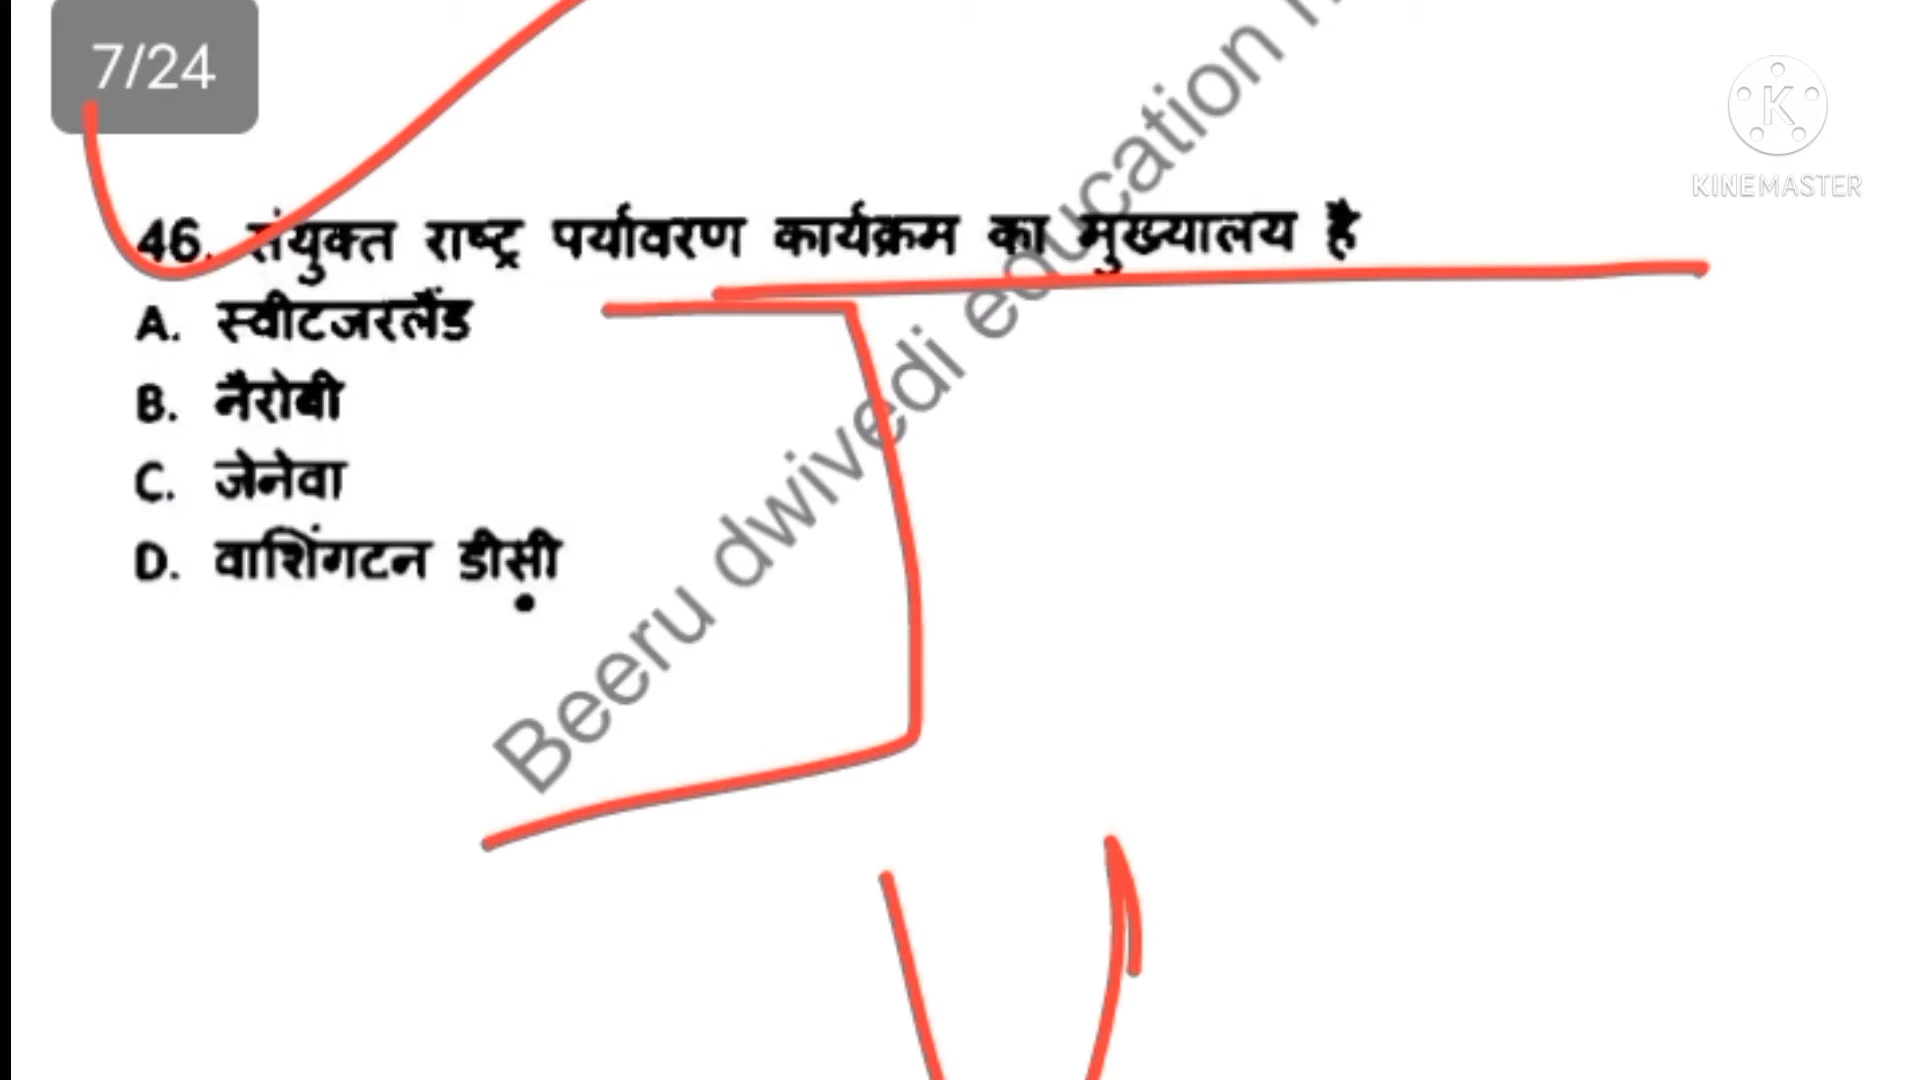 7/24
KINEMASTER
46. संयुक्त राष्ट्र पर्यावरण कार्यक्रम का मुख्यालय है
A. स्वीटजरलैंड
B. नैरोबी
C. जेनेवा
D. वाशिंगटन डीसी
Beeru dwivedi education